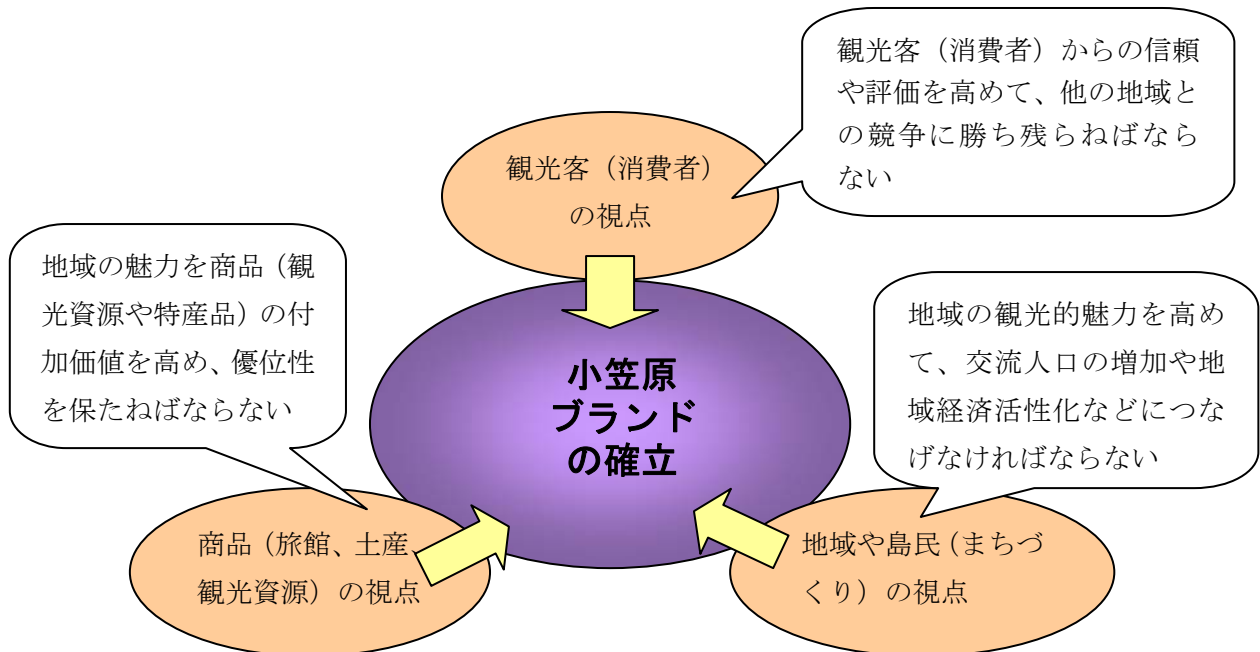 観光客（消費者）からの信頼
や評価を高めて、他の地域と
の競争に勝ち残らねばなら
ない
観光客（消費者）
の視点
地域の魅力を商品（観
光資源や特産品）の付
加価値を高め、優位性
を保たねばならない
地域の観光的魅力を高め
て、交流人口の増加や地
域経済活性化などにつな
げなければならない
小笠原
ブランド
の確立
商品（旅館、土産、
観光資源）の視点
地域や島民（まちづ
くり）の視点